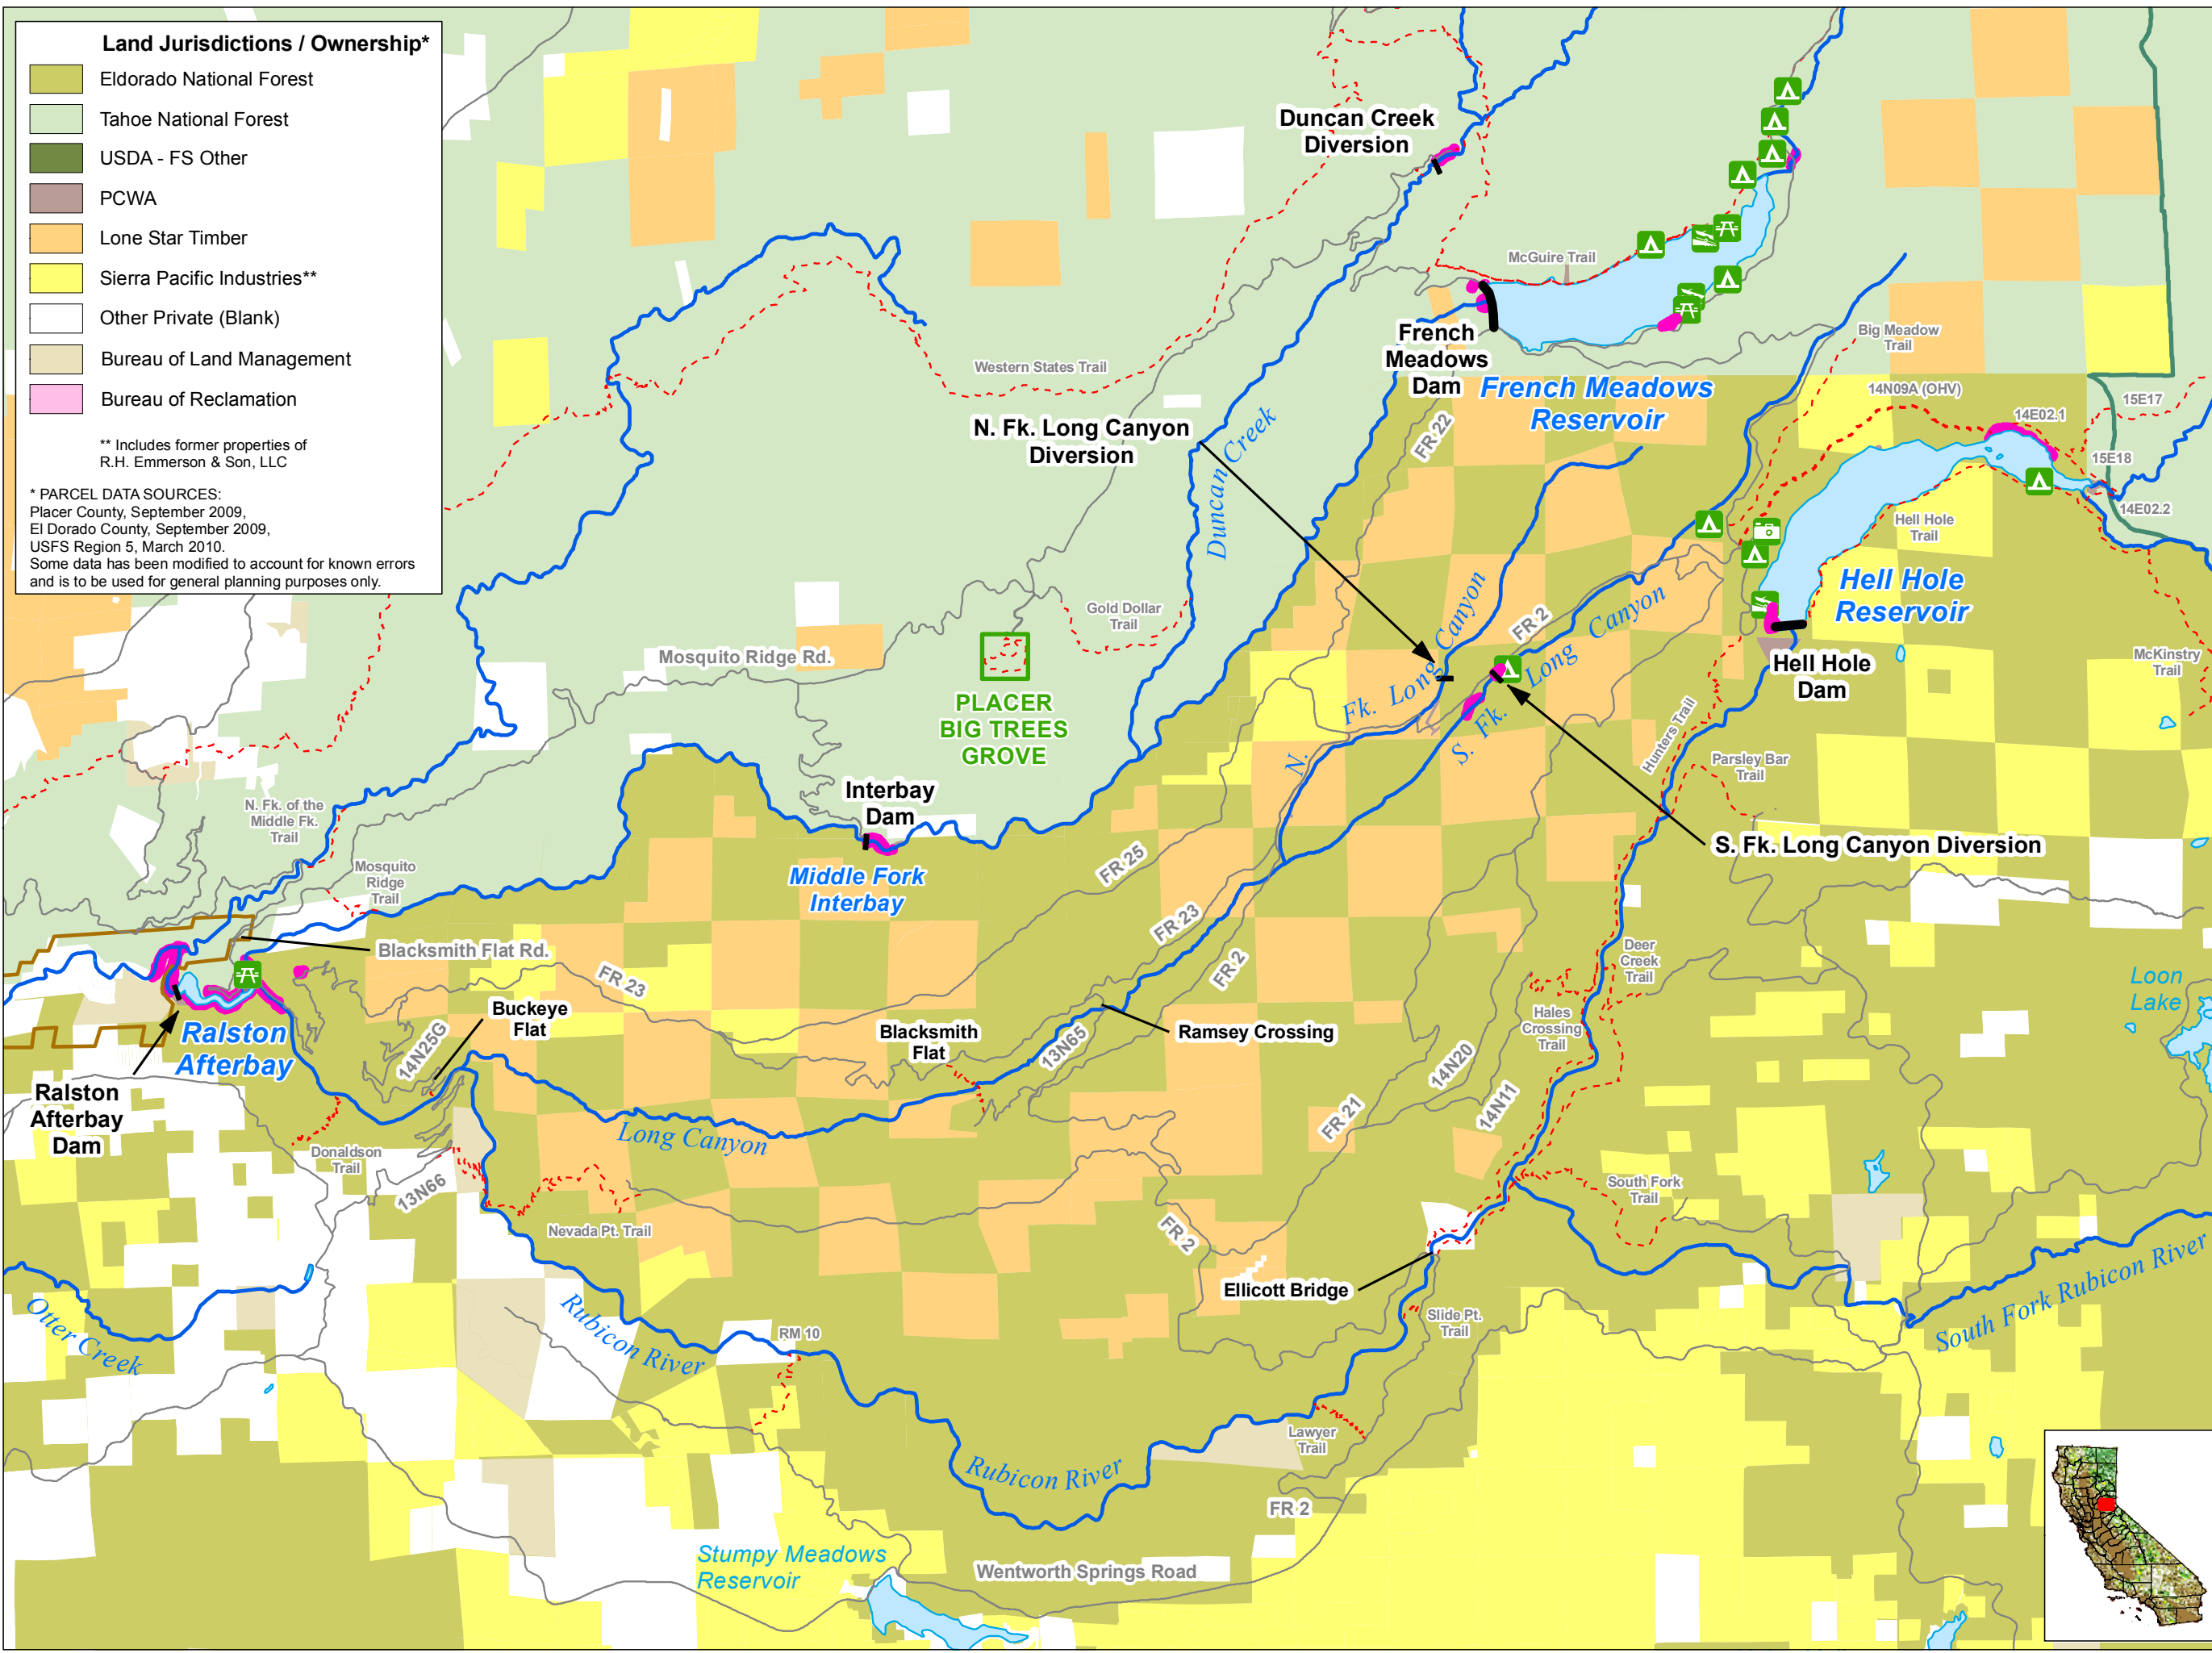 Land Jurisdictions / Ownership*
Eldorado National Forest
Tahoe National Forest
USDA - FS Other
PCWA
Lone Star Timber
Sierra Pacific Industries**
Other Private (Blank)
Bureau of Land Management
Bureau of Reclamation
** Includes former properties of
R.H. Emmerson & Son, LLC
* PARCEL DATA SOURCES:
Placer County, September 2009,
El Dorado County, September 2009,
USFS Region 5, March 2010.
Some data has been modified to account for known errors
and is to be used for general planning purposes only.
Duncan Creek
Diversion
McGuire Trail
French
Meadows
Dam
French Meadows
Reservoir
Big Meadow
Trail
14N09A (OHV)
14E02.1
15E17
15E18
14E02.2
Western States Trail
N. Fk. Long Canyon
Diversion
Duncan Creek
FR 22
Hell Hole
Trail
Hell Hole
Reservoir
Hell Hole
Dam
McKinstry
Trail
Gold Dollar
Trail
Mosquito Ridge Rd.
PLACER
BIG TREES
GROVE
N. Fk. Long Canyon
S. Fk. Long Canyon
FR 2
Hunters Trail
Parsley Bar
Trail
S. Fk. Long Canyon Diversion
N. Fk. of the
Middle Fk.
Trail
Interbay
Dam
Middle Fork
Interbay
Mosquito
Ridge
Trail
FR 25
FR 23
FR 2
Blacksmith Flat Rd.
FR 23
Deer
Creek
Trail
Loon
Lake
Buckeye
Flat
Blacksmith
Flat
Ramsey Crossing
Hales
Crossing
Trail
Ralston
Afterbay
14N25G
13N65
14N20
14N11
FR 21
Ralston
Afterbay
Dam
Long Canyon
Donaldson
Trail
13N66
Nevada Pt. Trail
South Fork
Trail
FR 2
Ellicott Bridge
Slide Pt.
Trail
South Fork Rubicon River
Otter Creek
Rubicon River
RM 10
Lawyer
Trail
Rubicon River
FR 2
Stumpy Meadows
Reservoir
Wentworth Springs Road